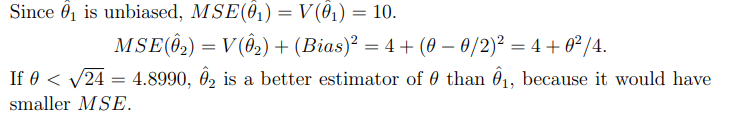 Since θ̂₁ is unbiased, MSE(θ̂₁) = V(θ̂₁) = 10.
MSE(θ̂₂) = V(θ̂₂) + (Bias)² = 4 + (θ − θ/2)² = 4 + θ²/4.
If θ < √24 = 4.8990, θ̂₂ is a better estimator of θ than θ̂₁, because it would have
smaller MSE.